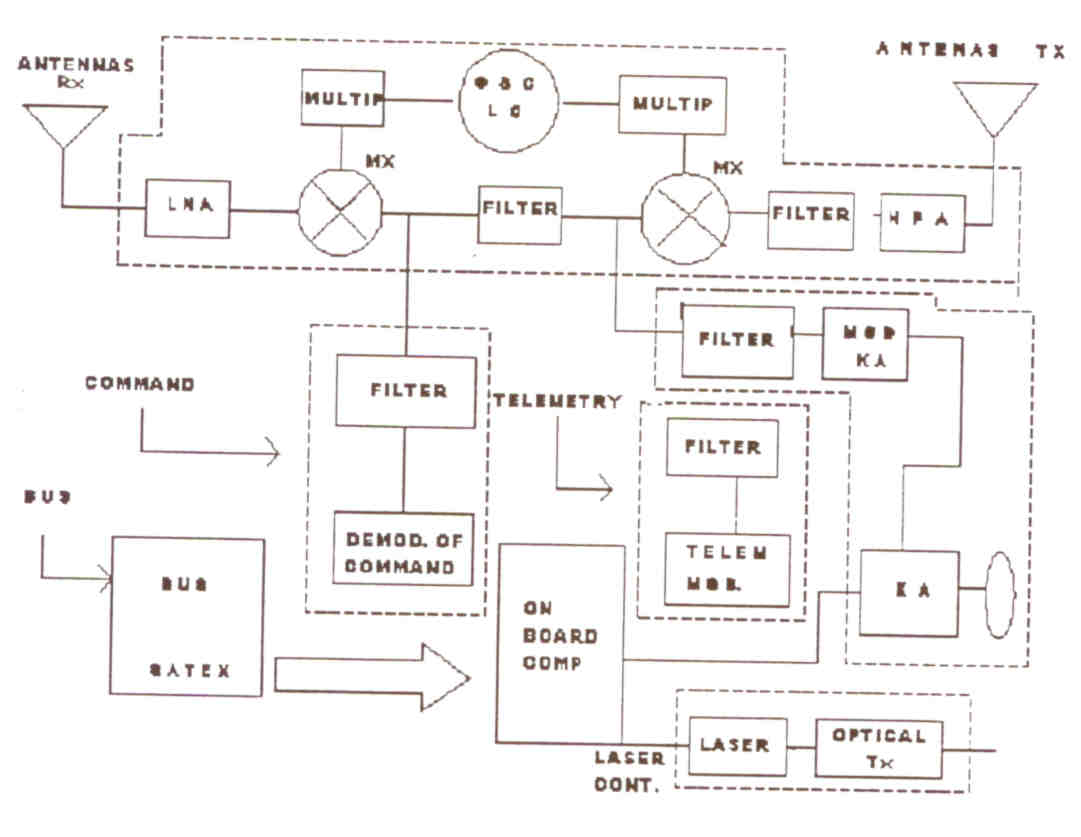 ANTENNAS
Rx
ANTENAS TX
MULTIP
OSC
LC
MULTIP
MX
MX
LNA
FILTER
FILTER
HPA
FILTER
MOD
KA
COMMAND
FILTER
TELEMETRY
FILTER
BUS
DEMOD. OF
COMMAND
TELEM
MOD.
BUS
SATEX
ON
BOARD
COMP
KA
LASER
CONT.
LASER
OPTICAL
Tx